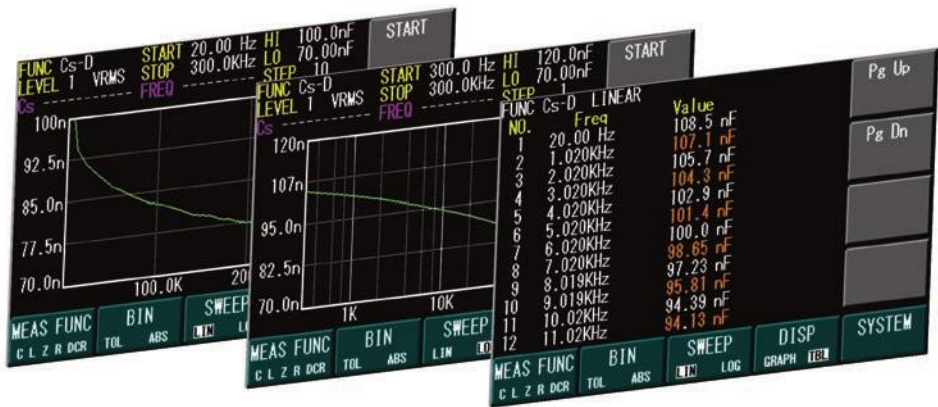 FUNC Cs-D START 20.00 Hz HI 100.0nF START
LEVEL 1 VRMS STOP 300.0KHz LO 70.00nF
STEP 10
Cs FREQ
100n
92.5n
85.0n
77.5n
70.0n
100.0K 20
MEAS FUNC BIN SWEEP
C L Z R DCR TOL ABS LIN
FUNC Cs-D START 300.0 Hz HI 120.0nF START
LEVEL 1 VRMS STOP 300.0KHz LO 70.00nF
STEP 1
Cs FREQ
120n
107n
95.0n
82.5n
70.0n
1K 10K
MEAS FUNC BIN SWEEP
C L Z R DCR TOL ABS LIN
FUNC Cs-D LINEAR Pg Up
NO. Freq Value
1 20.00 Hz 108.5 nF
2 1.020KHz 107.1 nF
3 2.020KHz 105.7 nF
4 3.020KHz 104.3 nF
5 4.020KHz 102.9 nF
6 5.020KHz 101.4 nF
7 6.020KHz 100.0 nF
8 7.020KHz 98.65 nF
9 8.019KHz 97.23 nF
10 9.019KHz 95.81 nF
11 10.02KHz 94.39 nF
12 11.02KHz 94.13 nF
Pg Dn
MEAS FUNC BIN SWEEP DISP SYSTEM
C L Z R DCR TOL ABS LIN LOG GRAPH TBL